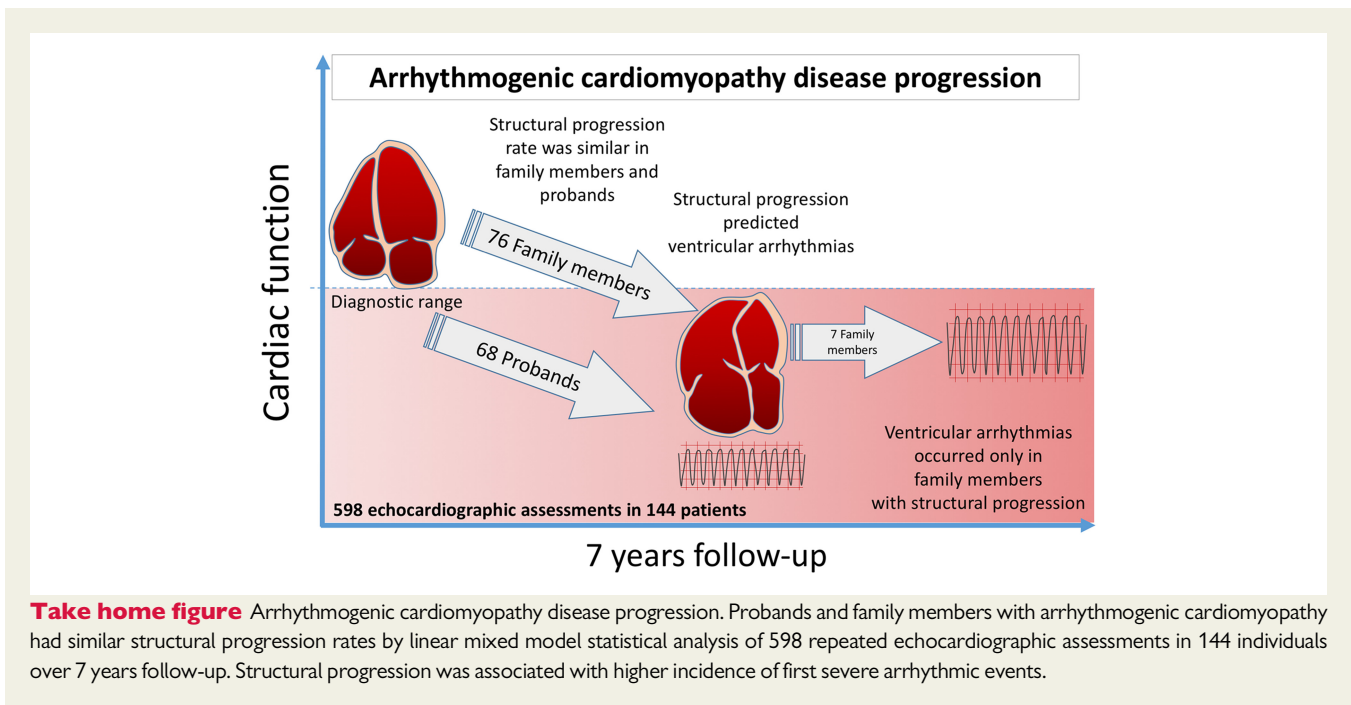 Arrhythmogenic cardiomyopathy disease progression
Structural progression
rate was similar in
family members and
probands
Structural progression
predicted
ventricular arrhythmias
Cardiac function
76 Family members
Diagnostic range
68 Probands
7 Family
members
Ventricular arrhythmias
occurred only in
family members
with structural progression
598 echocardiographic assessments in 144 patients
7 years follow-up
Take home figure Arrhythmogenic cardiomyopathy disease progression. Probands and family members with arrhythmogenic cardiomyopathy
had similar structural progression rates by linear mixed model statistical analysis of 598 repeated echocardiographic assessments in 144 individuals
over 7 years follow-up. Structural progression was associated with higher incidence of first severe arrhythmic events.